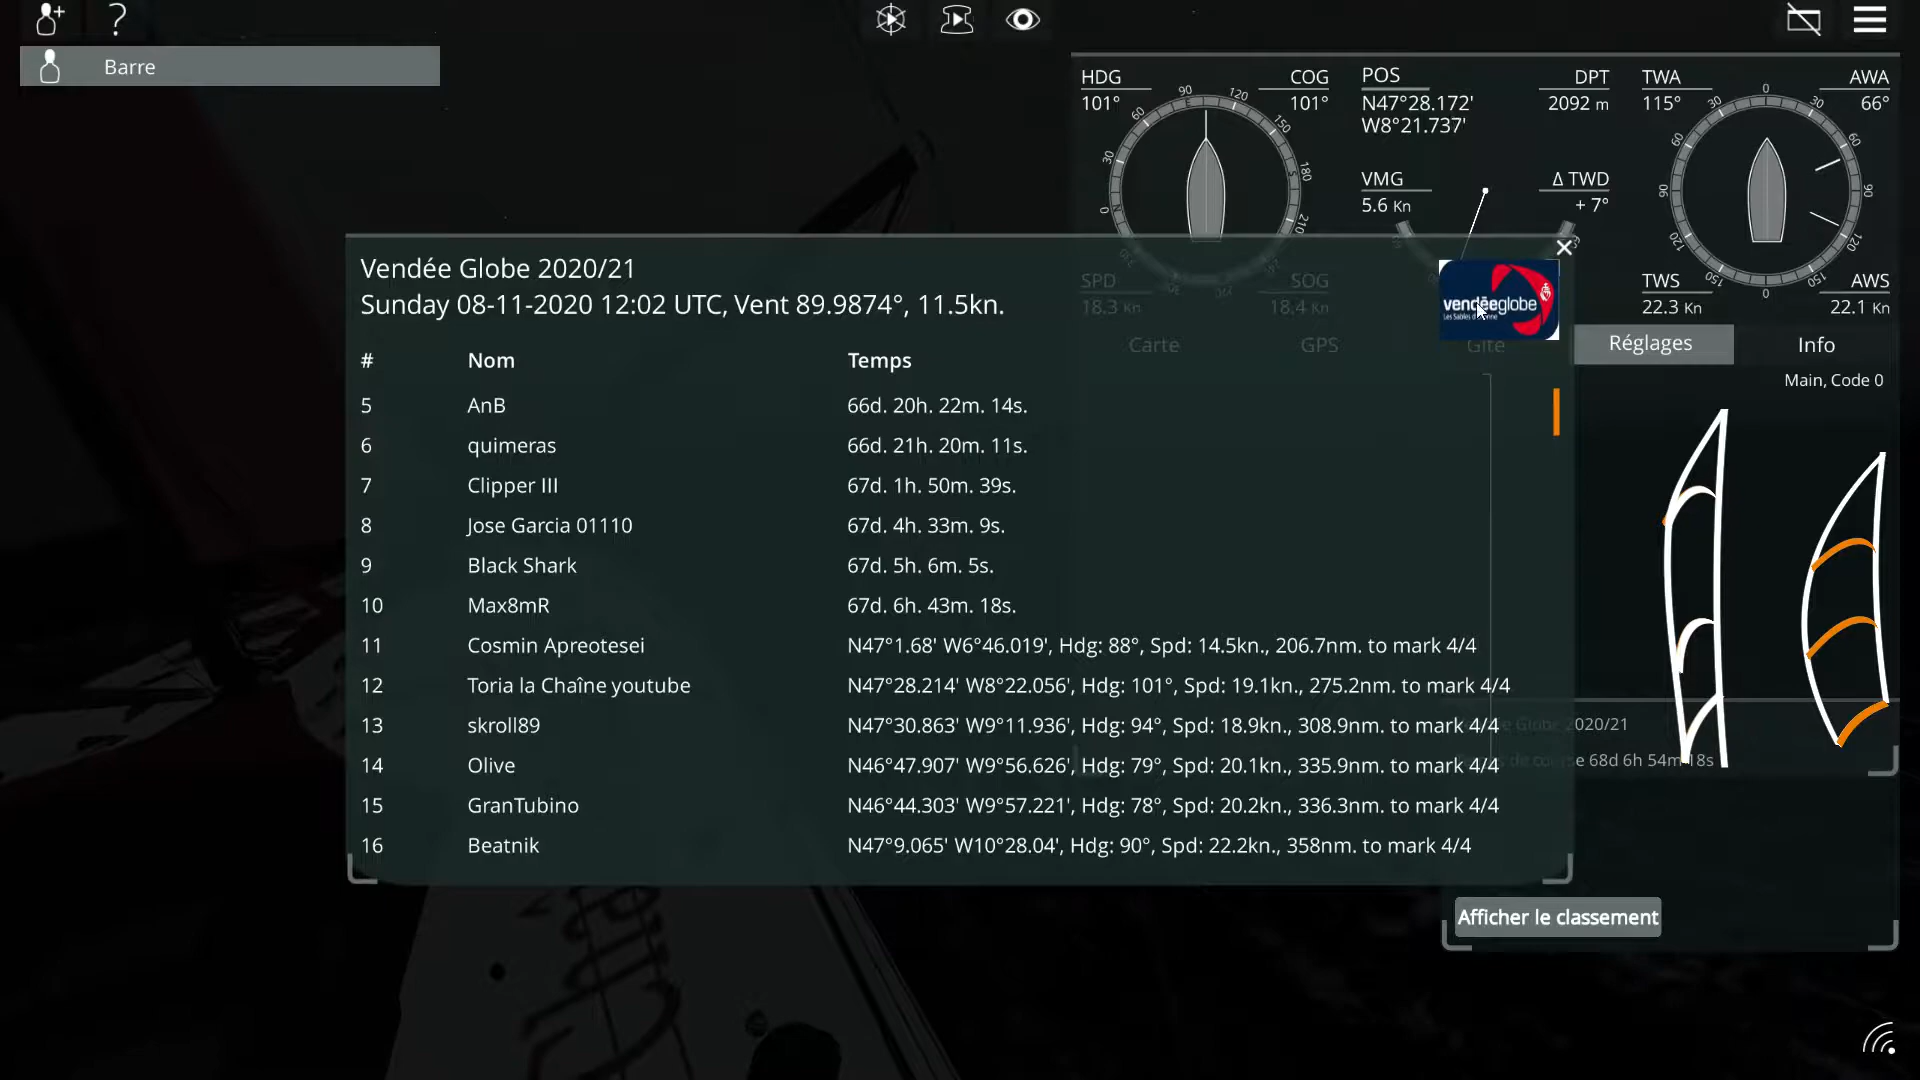 ?
Barre
HDG
101°
COG
101°
POS
N47°28.172'
W8°21.737'
DPT
2092 m
TWA
115°
AWA
66°
VMG
5.6 Kn
Δ TWD
+ 7°
SPD
18.3 Kn
SOG
18.4 Kn
TWS
22.3 Kn
AWS
22.1 Kn
Carte
GPS
Gîte
Réglages
Info
Main, Code 0
Vendée Globe 2020/21
Sunday 08-11-2020 12:02 UTC, Vent 89.9874°, 11.5kn.
vendéeglobe
# Nom Temps
5 AnB 66d. 20h. 22m. 14s.
6 quimeras 66d. 21h. 20m. 11s.
7 Clipper III 67d. 1h. 50m. 39s.
8 Jose Garcia 01110 67d. 4h. 33m. 9s.
9 Black Shark 67d. 5h. 6m. 5s.
10 Max8mR 67d. 6h. 43m. 18s.
11 Cosmin Apreotesei N47°1.68' W6°46.019', Hdg: 88°, Spd: 14.5kn., 206.7nm. to mark 4/4
12 Toria la Chaîne youtube N47°28.214' W8°22.056', Hdg: 101°, Spd: 19.1kn., 275.2nm. to mark 4/4
13 skroll89 N47°30.863' W9°11.936', Hdg: 94°, Spd: 18.9kn., 308.9nm. to mark 4/4
14 Olive N46°47.907' W9°56.626', Hdg: 79°, Spd: 20.1kn., 335.9nm. to mark 4/4
15 GranTubino N46°44.303' W9°57.221', Hdg: 78°, Spd: 20.2kn., 336.3nm. to mark 4/4
16 Beatnik N47°9.065' W10°28.04', Hdg: 90°, Spd: 22.2kn., 358nm. to mark 4/4
Globe 2020/21
68d 6h 54m 18s
Afficher le classement